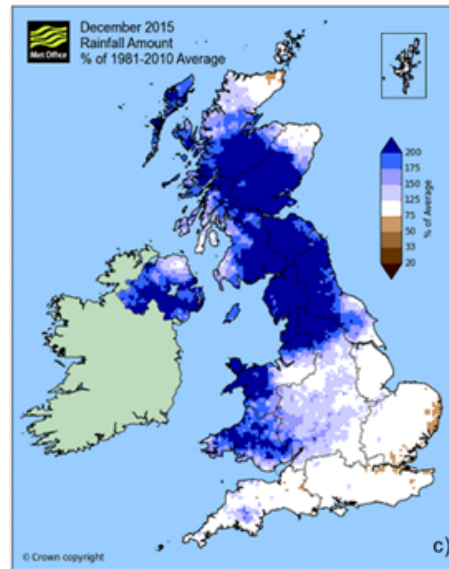 Met Office
December 2015
Rainfall Amount
% of 1981-2010 Average
200
175
150
125
75
50
33
20
% of Average
© Crown copyright
c)